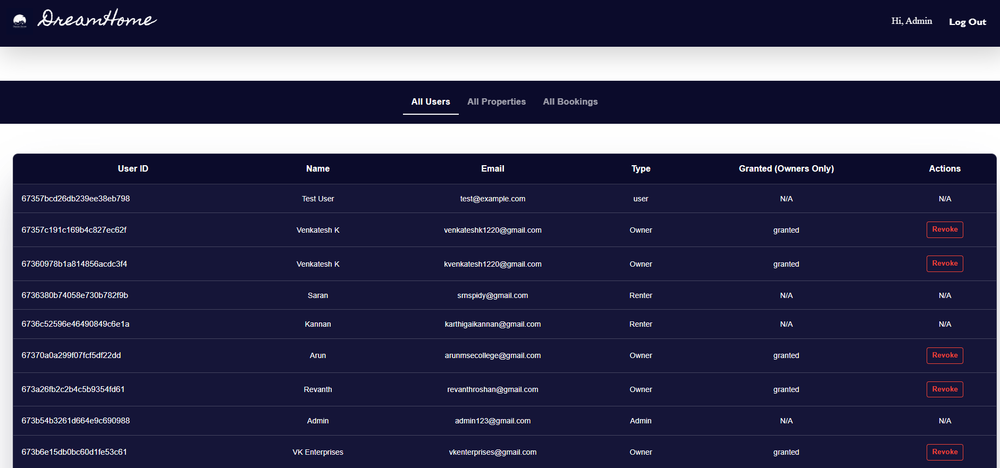 DreamHome
Hi, Admin Log Out
All Users All Properties All Bookings
User ID Name Email Type Granted (Owners Only) Actions
67357bcd26db239ee38eb798 Test User test@example.com user N/A N/A
67357c191c169b4c827ec62f Venkatesh K venkateshk1220@gmail.com Owner granted Revoke
67360978b1a814856acdc3f4 Venkatesh K kvenkatesh1220@gmail.com Owner granted Revoke
6736380b74058e730b782f9b Saran srnspidy@gmail.com Renter N/A N/A
6736c52596e46490849c6e1a Kannan karthigaikannan@gmail.com Renter N/A N/A
67370a0a299f07fcf5df22dd Arun arunmsecollege@gmail.com Owner granted Revoke
673a26fb2c2b4c5b9354fd61 Revanth revanthroshan@gmail.com Owner granted Revoke
673b54b3261d664e9c690988 Admin admin123@gmail.com Admin N/A N/A
673b6e15db0bc60d1fe53c61 VK Enterprises vkenterprises@gmail.com Owner granted Revoke